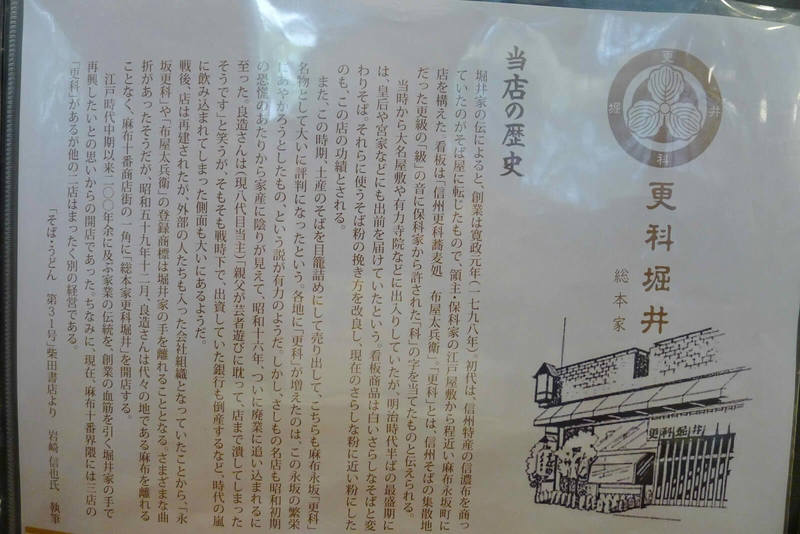 更
堀
井
科
更科堀井
総本家
更科堀井
当店の歴史
堀井家の伝によると、創業は寛政元年(一七九八年)。初代は、信州特産の信濃布を商っ
ていたのがそば屋に転じたもので、領主・保科家の江戸屋敷から程近い麻布永坂町に
店を構えた。看板は「信州更科蕎麦処 布屋太兵衛」。「更科」とは、信州そばの集散地
だった更級の「級」の音に保科家から許された「科」の字を当てたものと伝えられる。
当時から大名屋敷や有力寺院などに出入りしていたが、明治時代半ばの最盛期に
は、皇后や宮家などにも出前を届けていたという。看板商品は白いさらしなそばと変
わりそば。それらに使うそば粉の挽き方を改良し、現在のさらしな粉に近い粉にした
のも、この店の功績とされる。
また、この時期、土産のそばを目籠詰めにして売り出して、こちらも麻布永坂「更科」
名物として大いに評判になったという。各地に「更科」が増えたのは、この永坂の繁栄
にあやかろうとしたもの、という説が有力のようだ。しかし、さしもの名店も昭和初期
の恐慌のあたりから家産に陰りが見えて、昭和十六年、ついに廃業に追い込まれるに
至った。良造さんは(現八代目当主)「親父が芸者遊びに耽って、店まで潰してしまった
そうです」と笑うが、そもそも戦時下で、出資していた銀行も倒産するなど、時代の嵐
に飲み込まれてしまった側面も大いにあるようだ。
戦後、店は再建されたが、外部の人たちも入った会社組織となっていたことから、「永
坂更科」や「布屋太兵衛」の登録商標は堀井家の手を離れることとなる。さまざまな曲
折があったそうだが、昭和五十九年十二月、良造さんは代々の地である麻布を離れる
ことなく、麻布十番商店街の一角に「総本家更科堀井」を開店する。
江戸時代中期以来二〇〇年余に及ぶ家業の伝統を、創業の血筋を引く堀井家の手で
再興したいとの思いからの開店であった。ちなみに、現在、麻布十番界隈には三店の
「更科」があるが他の二店はまったく別の経営である。
「そば・うどん 第31号」柴田書店より 岩﨑信也氏 執筆